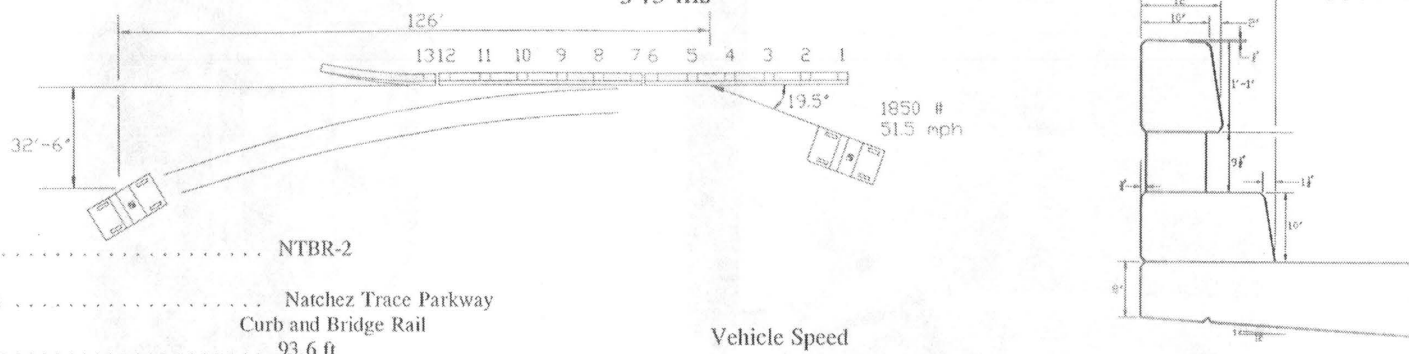 126'
1312 11 10 9 8 7 6 5 4 3 2 1
19.5°
1850 #
51.5 mph
32'-6"
10'
2'
1'-1'
10'
NTBR-2
Natchez Trace Parkway
Curb and Bridge Rail
93.6 ft
Vehicle Speed